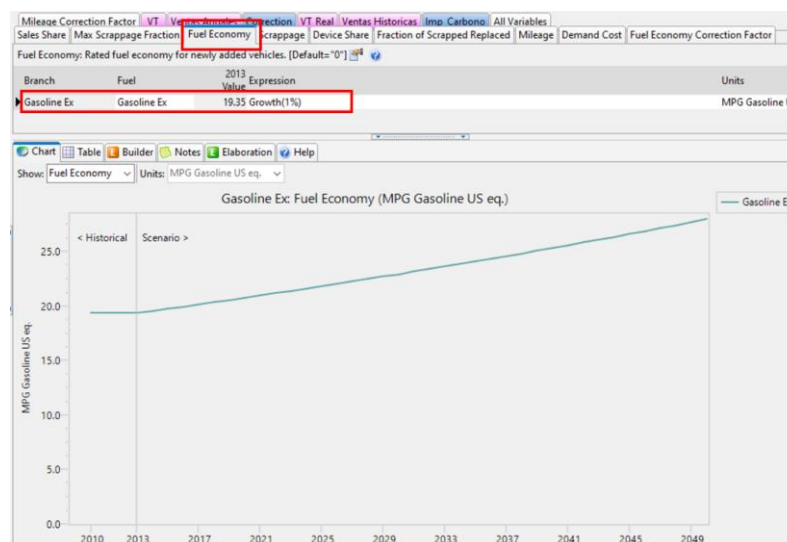 Mileage Correction Factor VT Ventas Correction VT Real Ventas Historicas Imp_Carbono All Variables
Sales Share Max Scrappage Fraction Fuel Economy Scrappage Device Share Fraction of Scrapped Replaced Mileage Demand Cost Fuel Economy Correction Factor
Fuel Economy: Rated fuel economy for newly added vehicles. [Default="0"]
Branch Fuel 2013 Value Expression Units
Gasoline Ex Gasoline Ex 19.35 Growth(1%) MPG Gasoline
Chart Table Builder Notes Elaboration Help
Show: Fuel Economy Units: MPG Gasoline US eq.
Gasoline Ex: Fuel Economy (MPG Gasoline US eq.)
Gasoline E
< Historical Scenario >
25.0
20.0
15.0
10.0
5.0
0.0
MPG Gasoline US eq.
2010 2013 2017 2021 2025 2029 2033 2037 2041 2045 2049